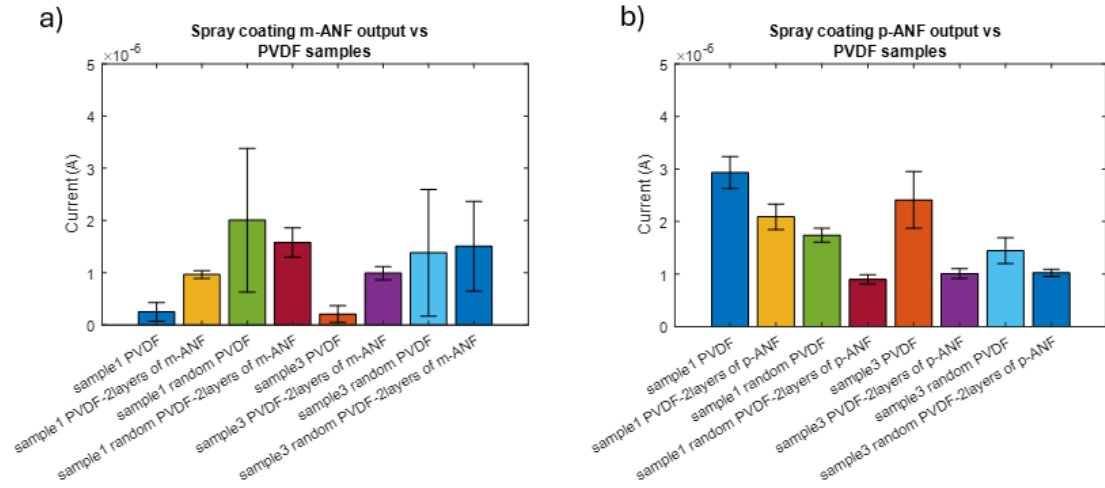 a)
Spray coating m-ANF output vs
PVDF samples
×10⁻⁶
5
4
3
2
1
0
Current (A)
sample1 PVDF
sample1 PVDF-2layers of m-ANF
sample1 random PVDF
sample1 random PVDF-2layers of m-ANF
sample3 PVDF
sample3 PVDF-2layers of m-ANF
sample3 random PVDF
sample3 random PVDF-2layers of m-ANF
b)
Spray coating p-ANF output vs
PVDF samples
×10⁻⁶
5
4
3
2
1
0
Current (A)
sample1 PVDF
sample1 PVDF-2layers of p-ANF
sample1 random PVDF
sample1 random PVDF-2layers of p-ANF
sample3 PVDF
sample3 PVDF-2layers of p-ANF
sample3 random PVDF
sample3 random PVDF-2layers of p-ANF